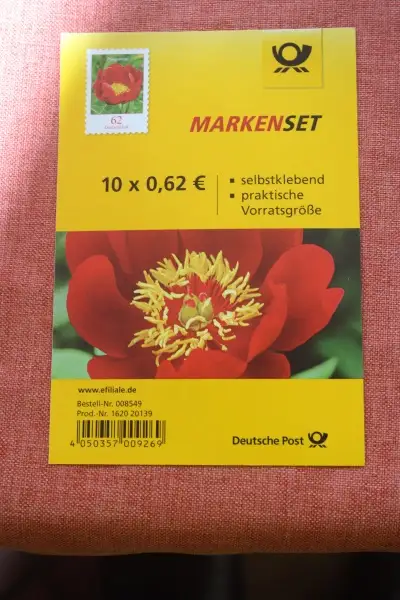 62
MARKENSET
10 x 0,62 €
▪ selbstklebend
▪ praktische
Vorratsgröße
www.efiliale.de
Bestell-Nr. 008549
Prod.-Nr. 1620 20139
4 050357 009269
Deutsche Post